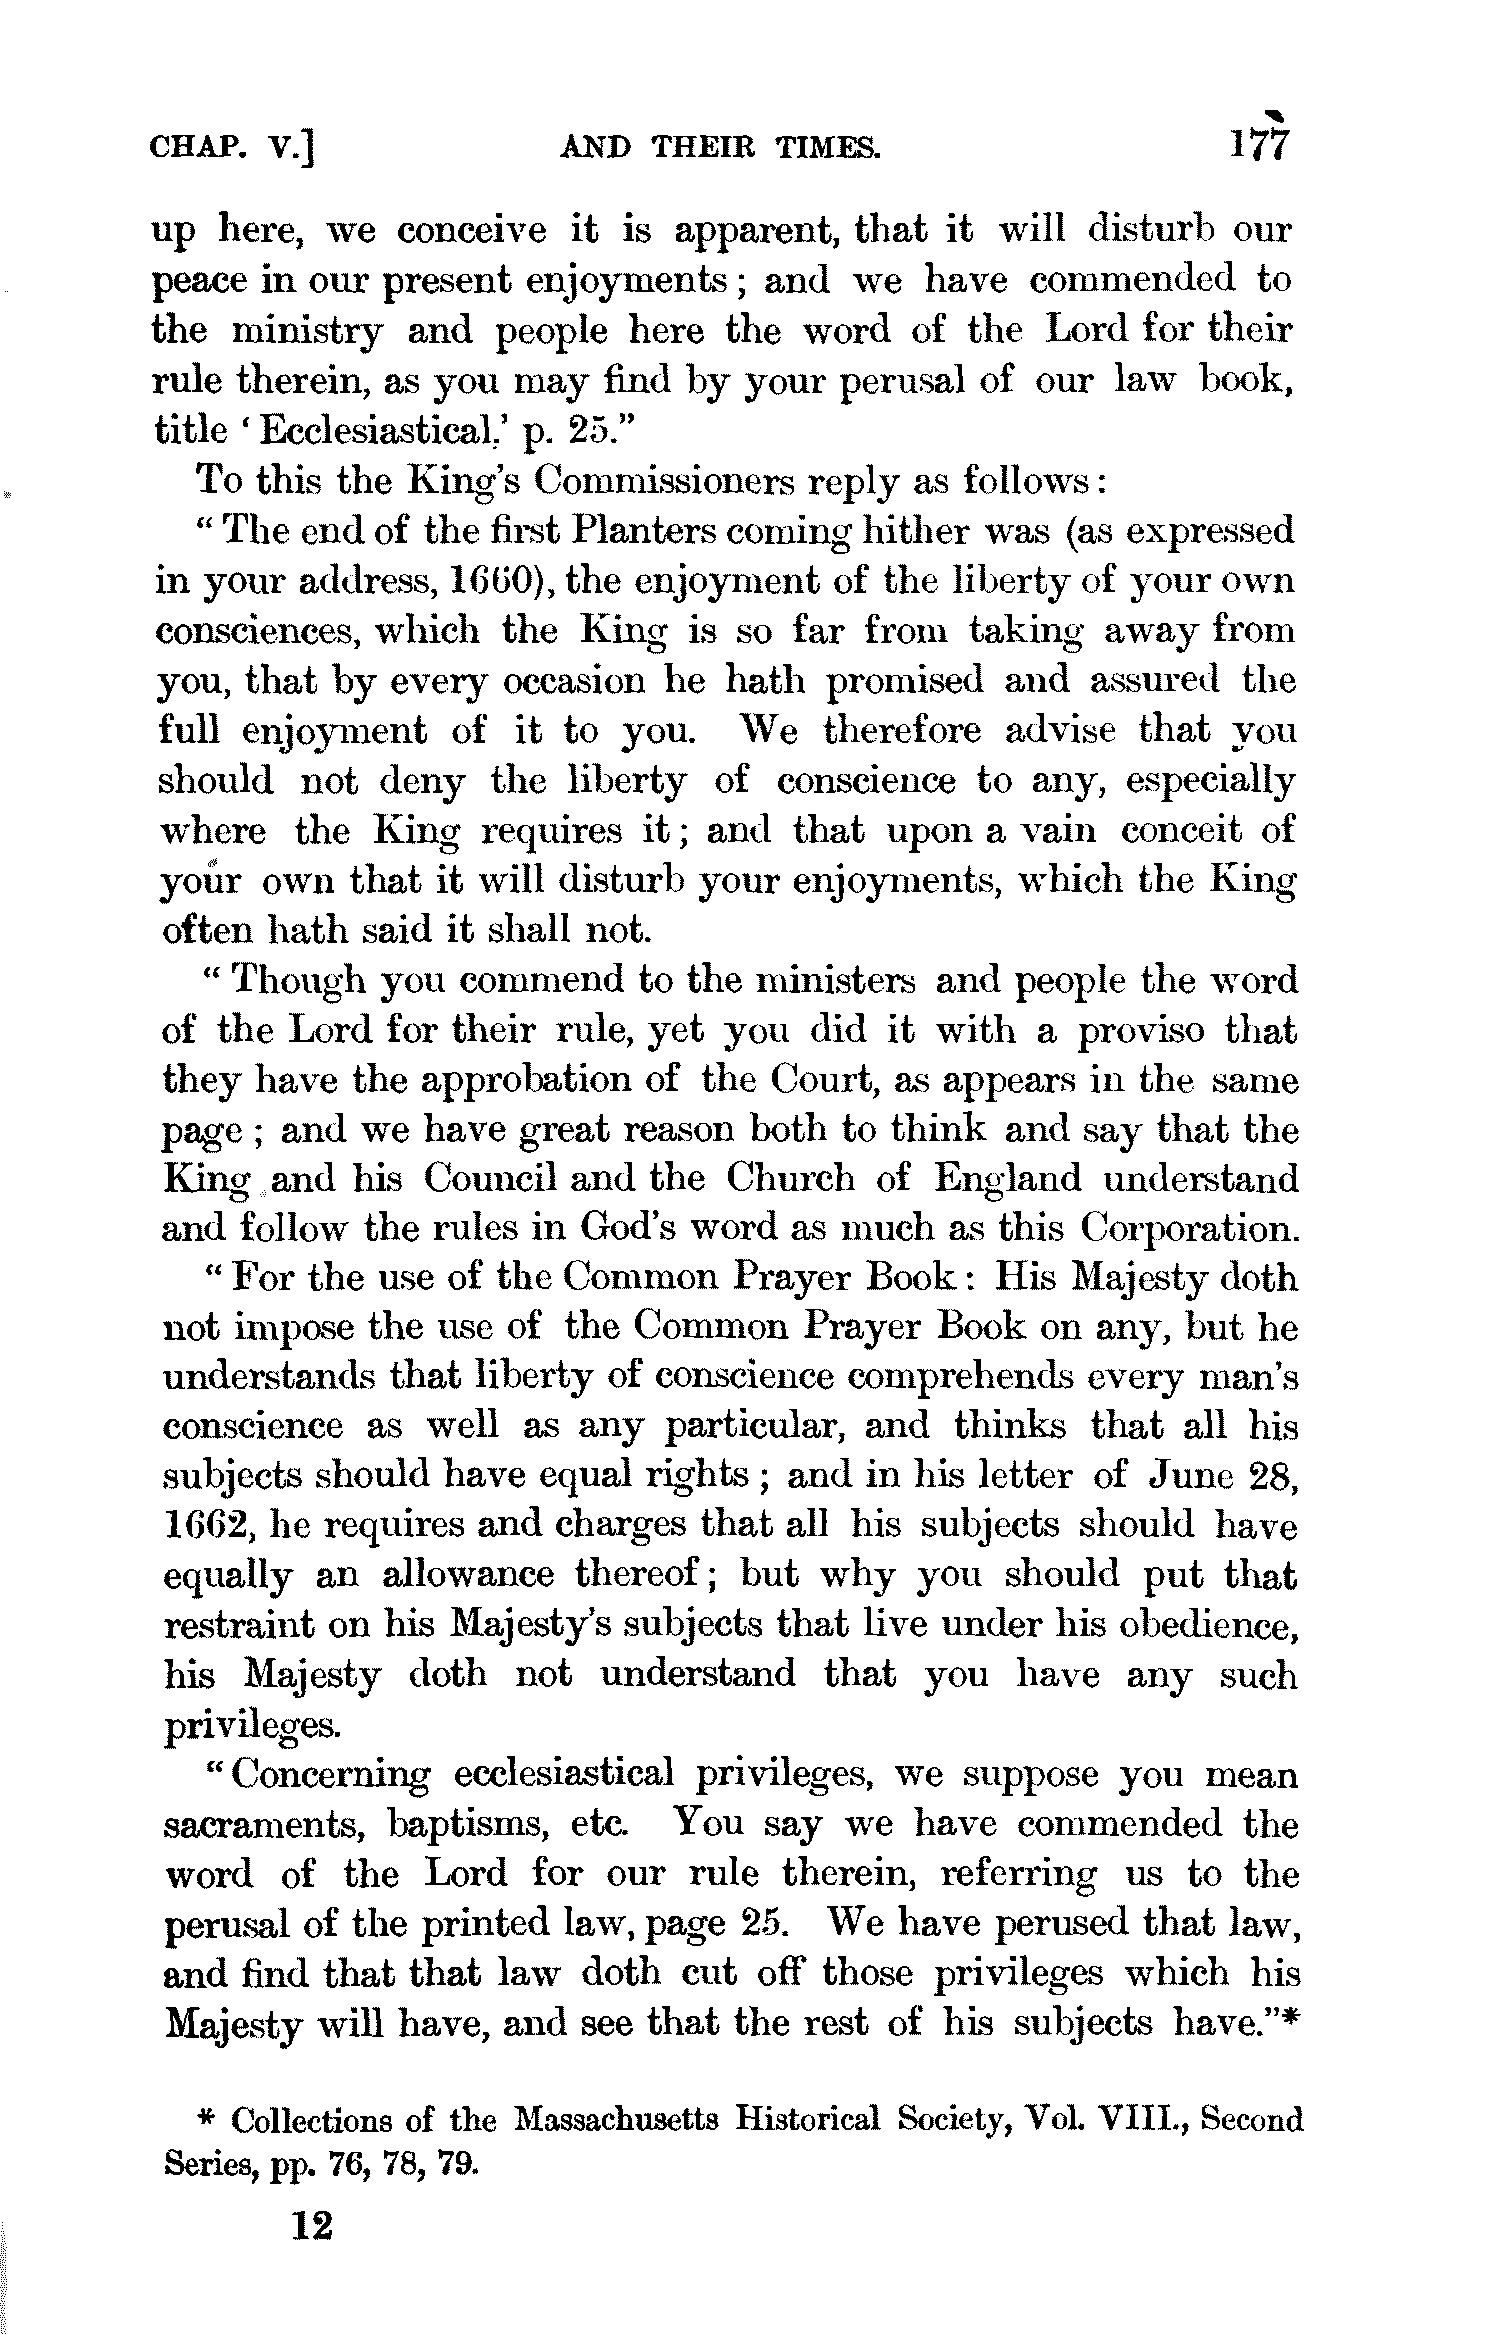 CHAP. V.] AND THEIR TIMES. 177
up here, we conceive it is apparent, that it will disturb our
peace in our present enjoyments; and we have commended to
the ministry and people here the word of the Lord for their
rule therein, as you may find by your perusal of our law book,
title ‘Ecclesiastical,’ p. 25.”
To this the King’s Commissioners reply as follows:
“The end of the first Planters coming hither was (as expressed
in your address, 1660), the enjoyment of the liberty of your own
consciences, which the King is so far from taking away from
you, that by every occasion he hath promised and assured the
full enjoyment of it to you. We therefore advise that you
should not deny the liberty of conscience to any, especially
where the King requires it; and that upon a vain conceit of
your own that it will disturb your enjoyments, which the King
often hath said it shall not.
“Though you commend to the ministers and people the word
of the Lord for their rule, yet you did it with a proviso that
they have the approbation of the Court, as appears in the same
page; and we have great reason both to think and say that the
King and his Council and the Church of England understand
and follow the rules in God’s word as much as this Corporation.
“For the use of the Common Prayer Book: His Majesty doth
not impose the use of the Common Prayer Book on any, but he
understands that liberty of conscience comprehends every man’s
conscience as well as any particular, and thinks that all his
subjects should have equal rights; and in his letter of June 28,
1662, he requires and charges that all his subjects should have
equally an allowance thereof; but why you should put that
restraint on his Majesty’s subjects that live under his obedience,
his Majesty doth not understand that you have any such
privileges.
“Concerning ecclesiastical privileges, we suppose you mean
sacraments, baptisms, etc. You say we have commended the
word of the Lord for our rule therein, referring us to the
perusal of the printed law, page 25. We have perused that law,
and find that that law doth cut off those privileges which his
Majesty will have, and see that the rest of his subjects have.”*
* Collections of the Massachusetts Historical Society, Vol. VIII., Second
Series, pp. 76, 78, 79.
12